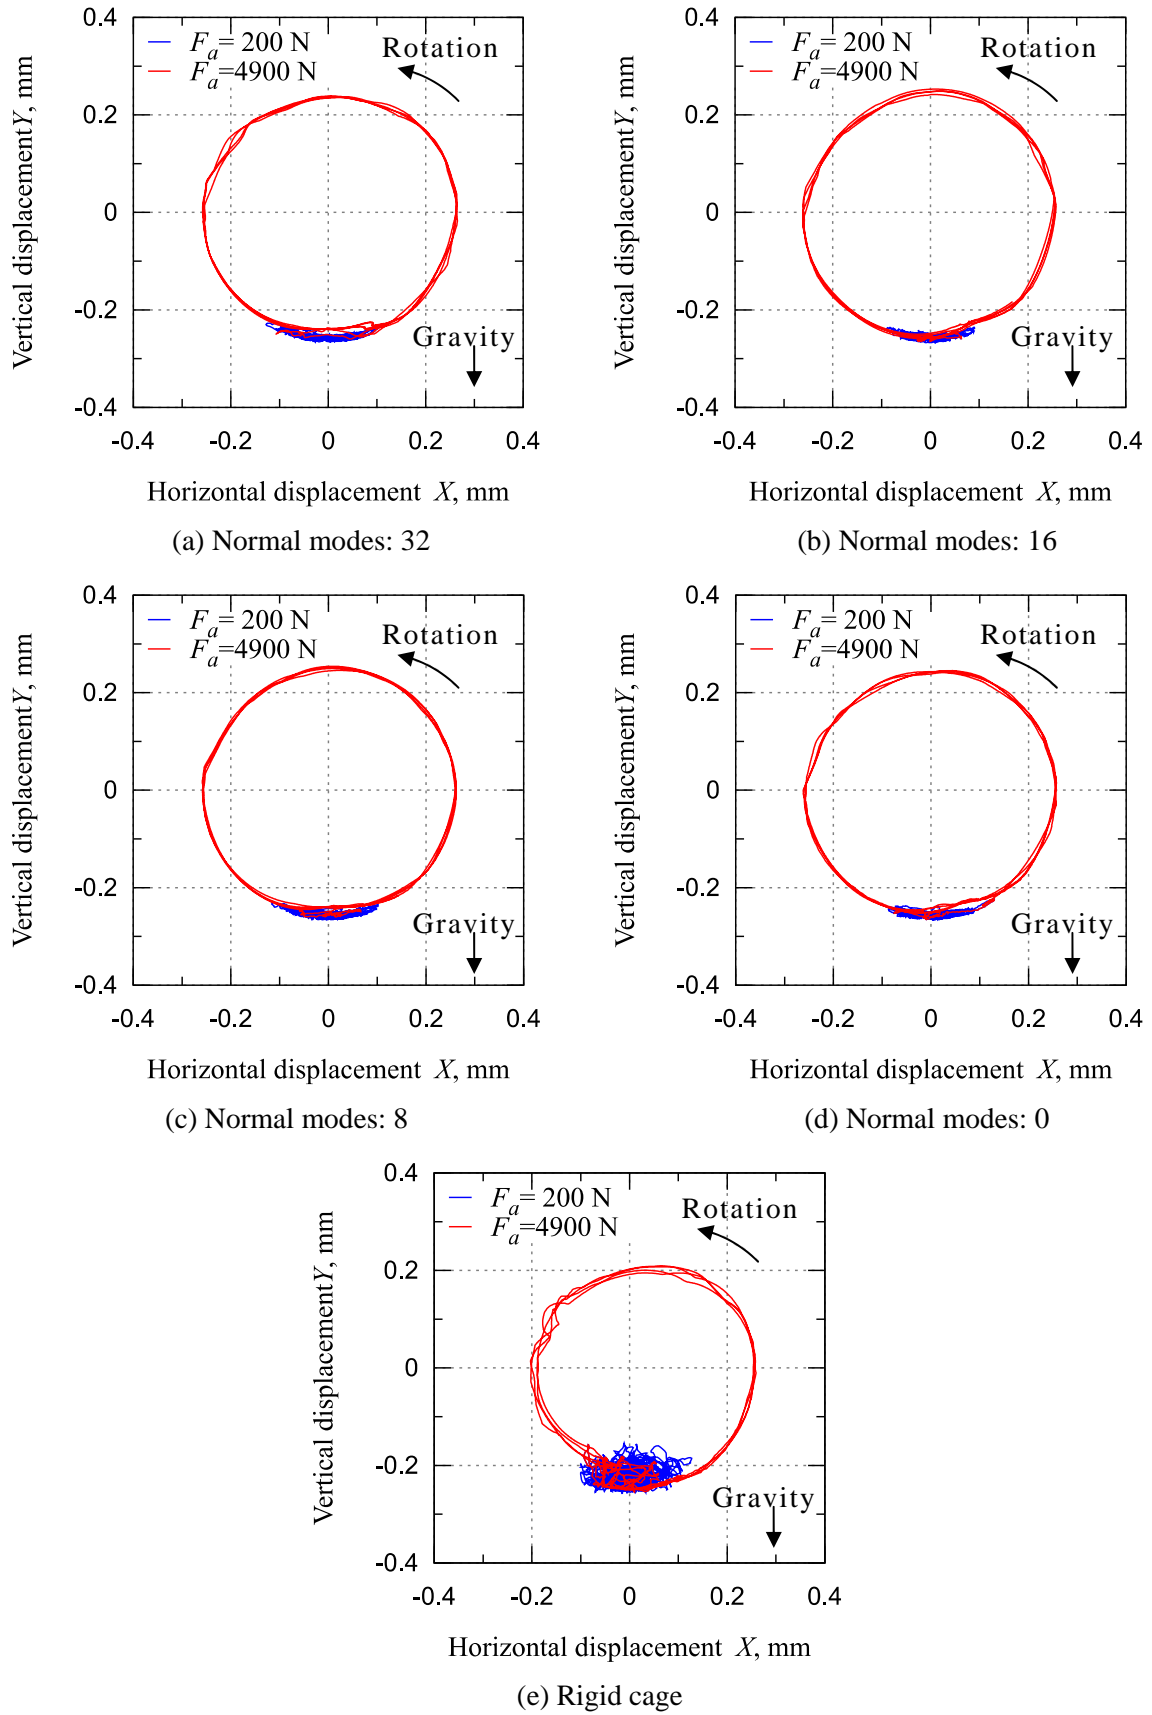 0.4
0.2
0
-0.2
-0.4
-0.4 -0.2 0 0.2 0.4
Vertical displacementY, mm
Horizontal displacement X, mm
F_a= 200 N
F_a=4900 N
Rotation
Gravity
(a) Normal modes: 32
0.4
0.2
0
-0.2
-0.4
-0.4 -0.2 0 0.2 0.4
Vertical displacementY, mm
Horizontal displacement X, mm
F_a= 200 N
F_a=4900 N
Rotation
Gravity
(b) Normal modes: 16
0.4
0.2
0
-0.2
-0.4
-0.4 -0.2 0 0.2 0.4
Vertical displacementY, mm
Horizontal displacement X, mm
F_a= 200 N
F_a=4900 N
Rotation
Gravity
(c) Normal modes: 8
0.4
0.2
0
-0.2
-0.4
-0.4 -0.2 0 0.2 0.4
Vertical displacementY, mm
Horizontal displacement X, mm
F_a= 200 N
F_a=4900 N
Rotation
Gravity
(d) Normal modes: 0
0.4
0.2
0
-0.2
-0.4
-0.4 -0.2 0 0.2 0.4
Vertical displacementY, mm
Horizontal displacement X, mm
F_a= 200 N
F_a=4900 N
Rotation
Gravity
(e) Rigid cage